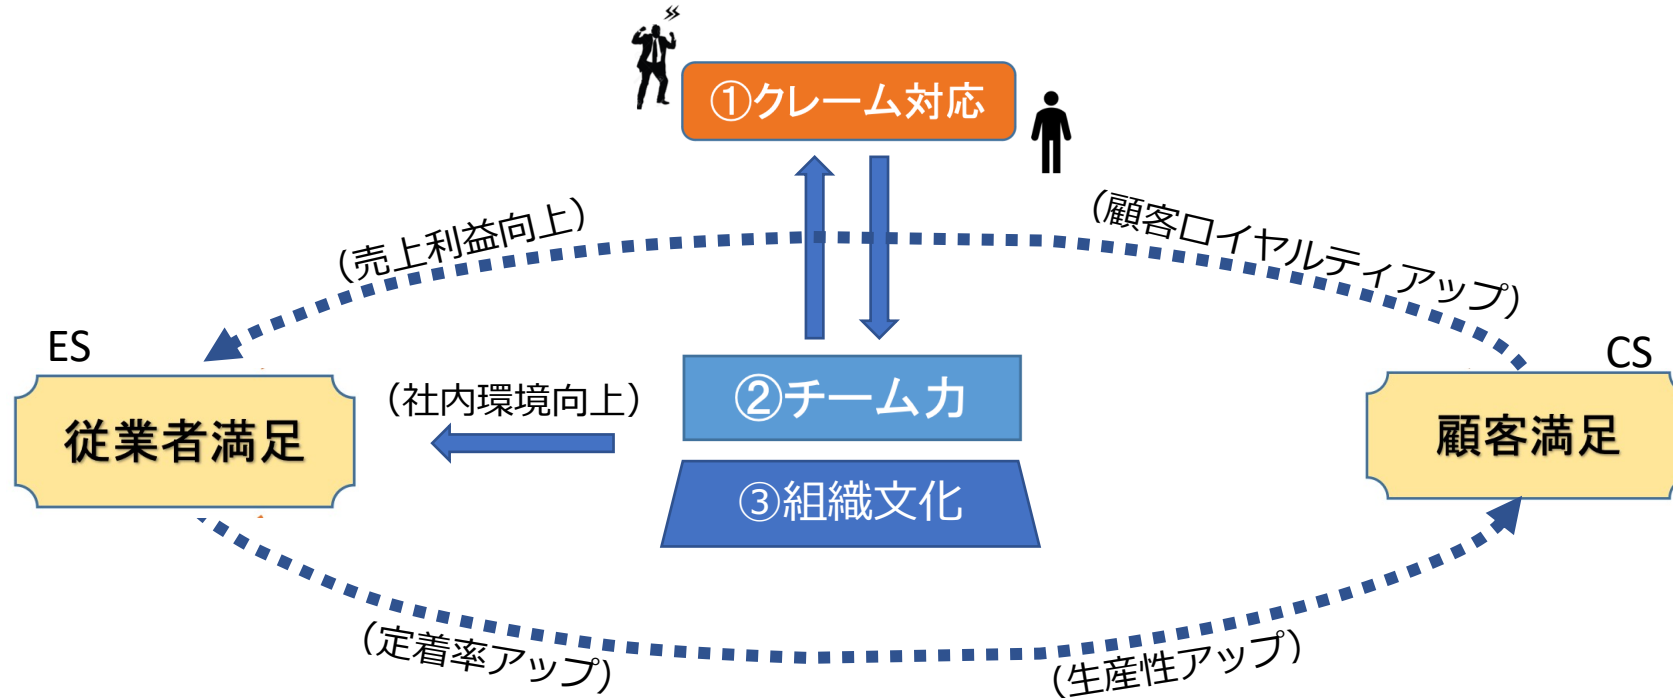 ①クレーム対応
（売上利益向上）
（顧客ロイヤルティアップ）
ES
CS
（社内環境向上）
②チーム力
従業者満足
顧客満足
③組織文化
（定着率アップ）
（生産性アップ）